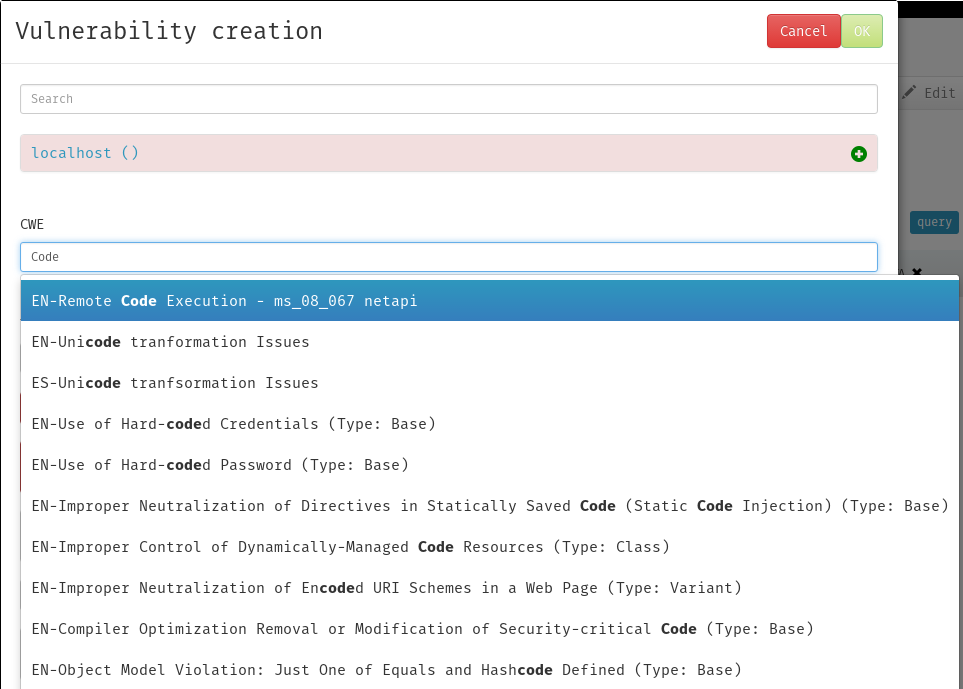 Vulnerability creation
Cancel
OK
Search
Edit
localhost ()
query
CWE
Code
EN-Remote Code Execution - ms_08_067 netapi
EN-Unicode tranformation Issues
ES-Unicode tranfsormation Issues
EN-Use of Hard-coded Credentials (Type: Base)
EN-Use of Hard-coded Password (Type: Base)
EN-Improper Neutralization of Directives in Statically Saved Code (Static Code Injection) (Type: Base)
EN-Improper Control of Dynamically-Managed Code Resources (Type: Class)
EN-Improper Neutralization of Encoded URI Schemes in a Web Page (Type: Variant)
EN-Compiler Optimization Removal or Modification of Security-critical Code (Type: Base)
EN-Object Model Violation: Just One of Equals and Hashcode Defined (Type: Base)